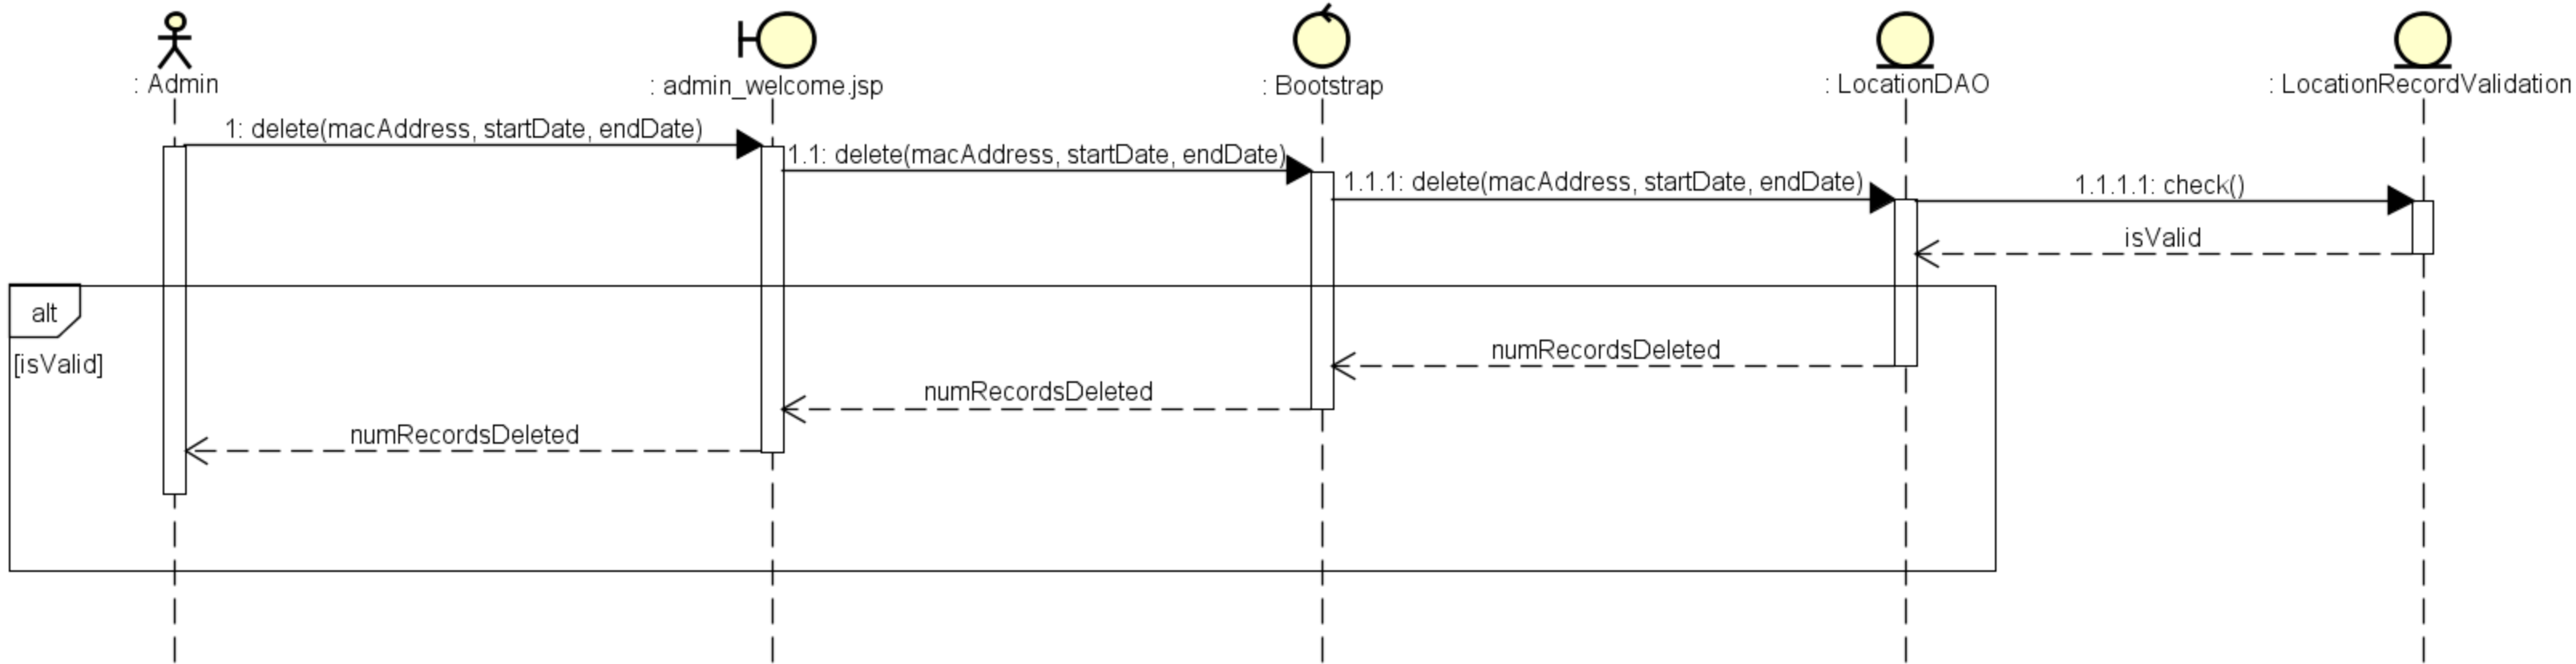 : Admin
: admin_welcome.jsp
: Bootstrap
: LocationDAO
: LocationRecordValidation
1: delete(macAddress, startDate, endDate)
1.1: delete(macAddress, startDate, endDate)
1.1.1: delete(macAddress, startDate, endDate)
1.1.1.1: check()
isValid
alt
[isValid]
numRecordsDeleted
numRecordsDeleted
numRecordsDeleted